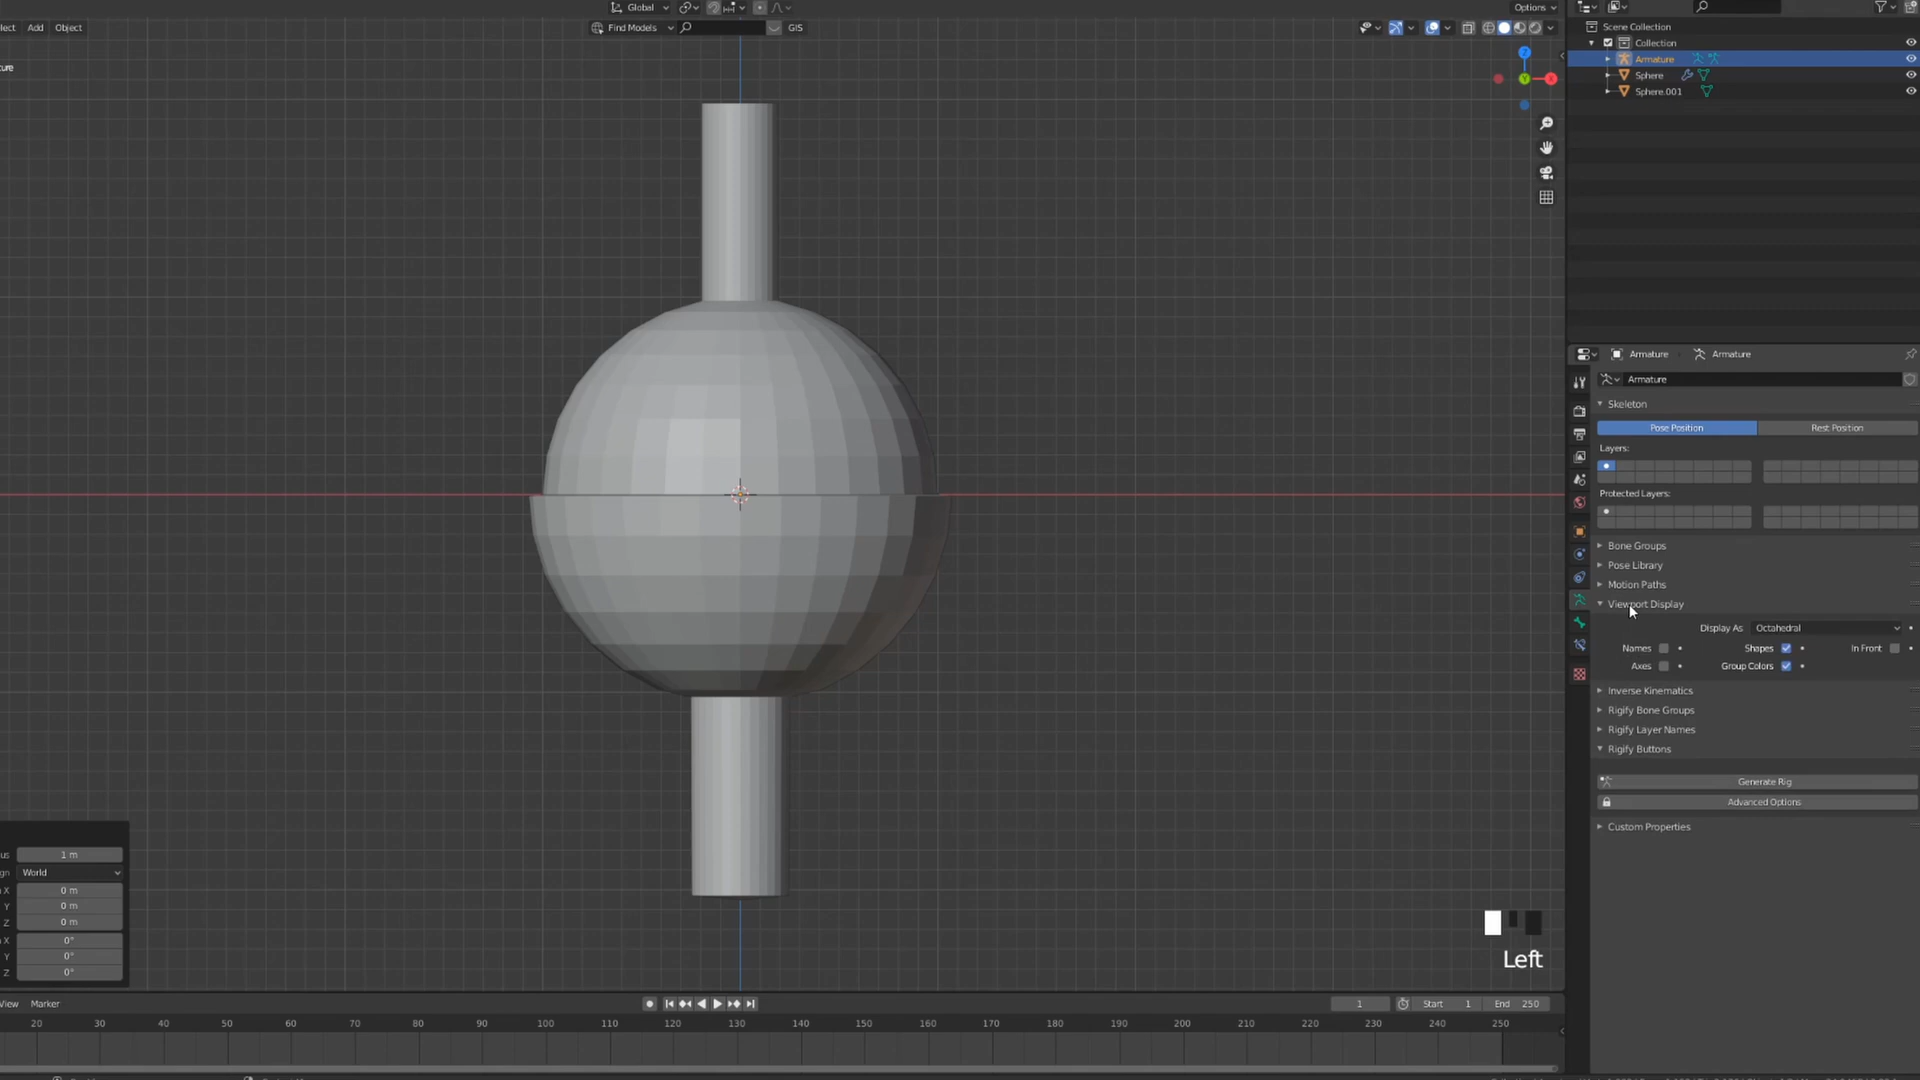 Global
Options
lect Add Object
Find Models
GIS
ure
Z
Y
X
Scene Collection
Collection
Armature
Sphere
Sphere.001
Armature Armature
Armature
Skeleton
Pose Position Rest Position
Layers:
Protected Layers:
Bone Groups
Pose Library
Motion Paths
Viewport Display
Display As Octahedral
Names Shapes In Front
Axes Group Colors
Inverse Kinematics
Rigify Bone Groups
Rigify Layer Names
Rigify Buttons
Generate Rig
Advanced Options
Custom Properties
us 1 m
gn World
X 0 m
Y 0 m
Z 0 m
X 0°
Y 0°
Z 0°
Left
View Marker
1 Start 1 End 250
20 30 40 50 60 70 80 90 100 110 120 130 140 150 160 170 180 190 200 210 220 230 240 250